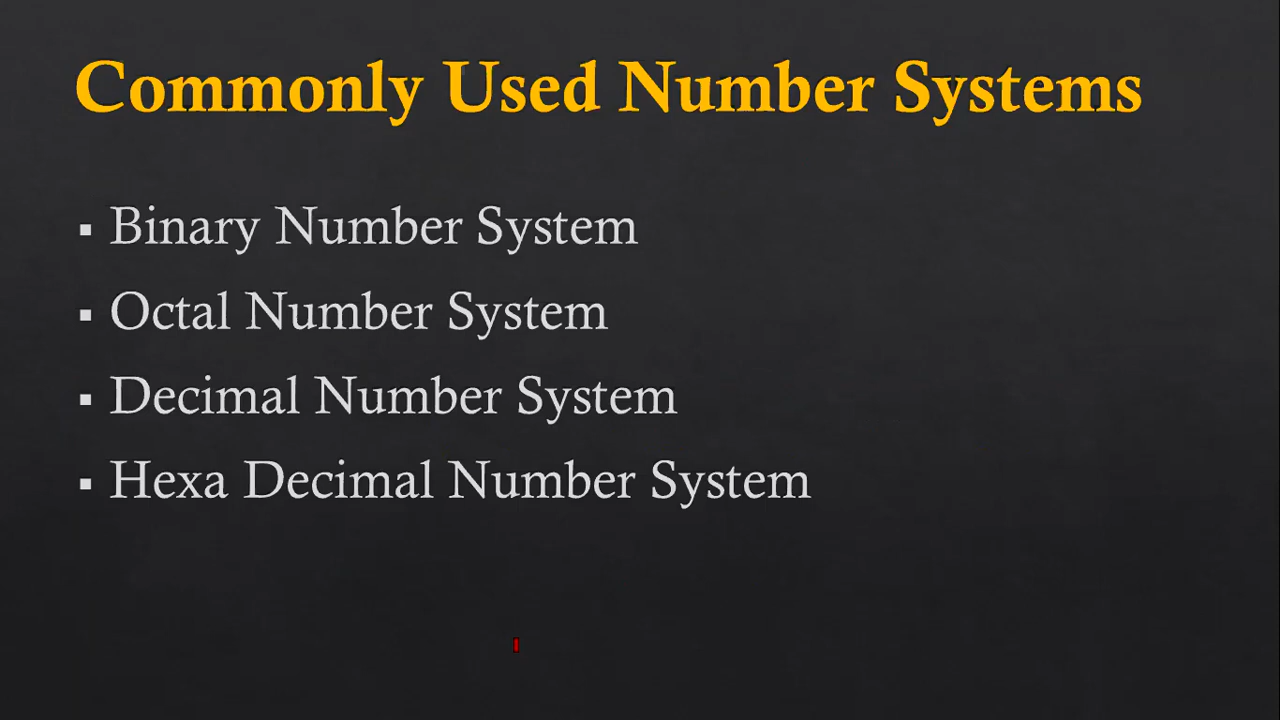 Commonly Used Number Systems
▪ Binary Number System
▪ Octal Number System
▪ Decimal Number System
▪ Hexa Decimal Number System